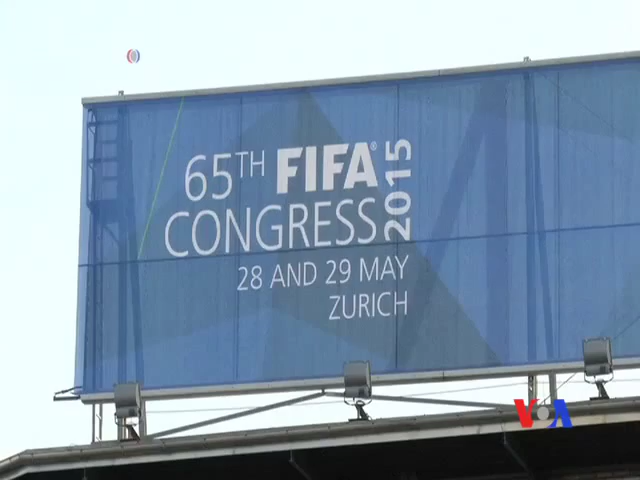 65TH FIFA®
CONGRESS 2015
28 AND 29 MAY
ZURICH
VOA